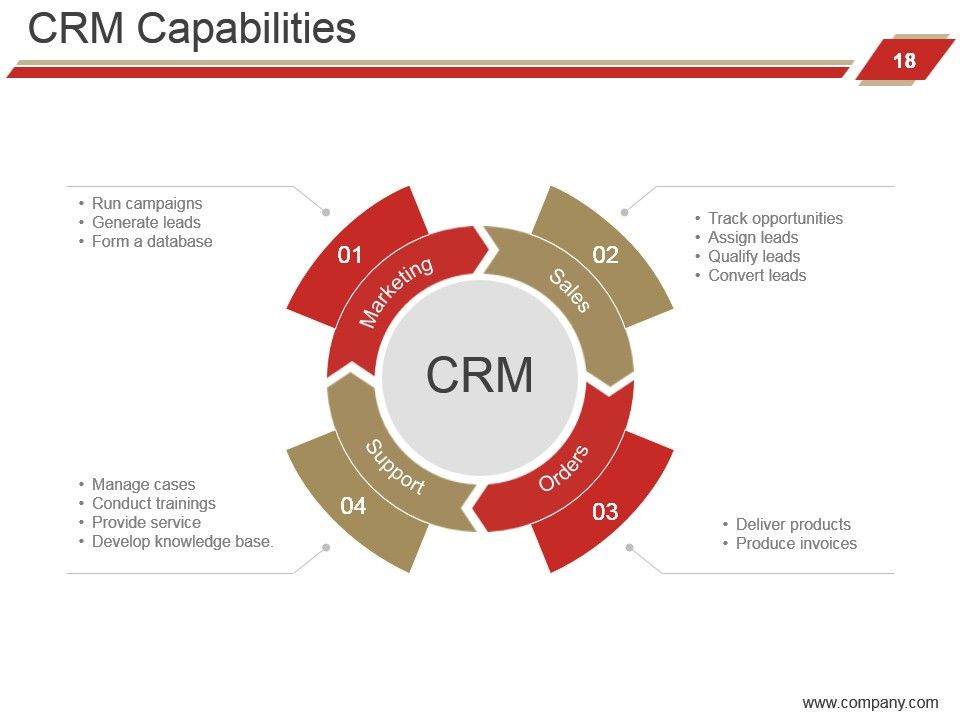 CRM Capabilities
18
• Run campaigns
• Generate leads
• Form a database
01
Marketing
02
Sales
• Track opportunities
• Assign leads
• Qualify leads
• Convert leads
CRM
• Manage cases
• Conduct trainings
• Provide service
• Develop knowledge base.
04
Support
03
Orders
• Deliver products
• Produce invoices
www.company.com